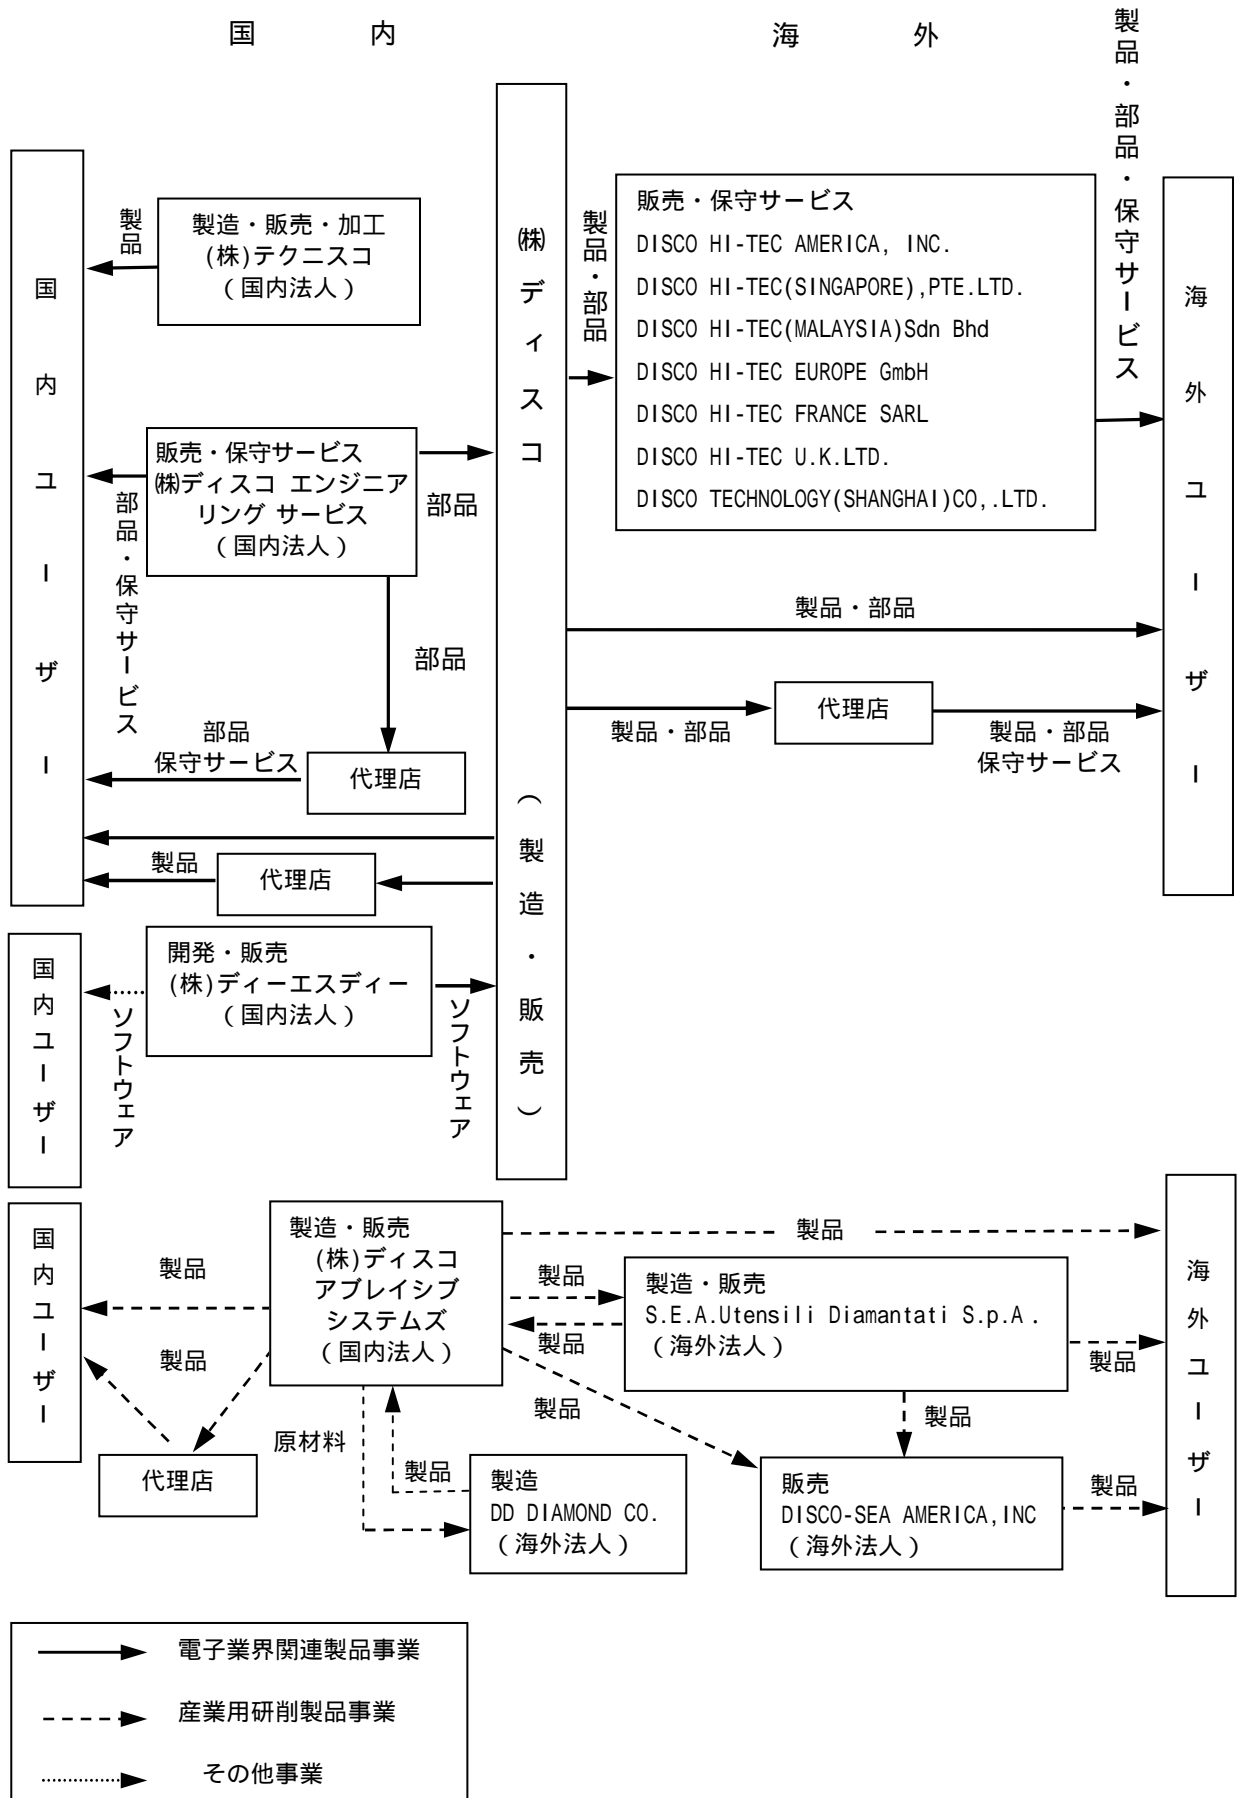 国 内
海 外
製品・部品・保守サービス
国内ユーザー
製品
製造・販売・加工
(株)テクニスコ
（国内法人）
販売・保守サービス
㈱ディスコ エンジニア
リング サービス
（国内法人）
部品
部品・保守サービス
部品
部品
保守サービス
代理店
製品
代理店
㈱ディスコ（製造・販売）
製品・部品
販売・保守サービス
DISCO HI-TEC AMERICA, INC.
DISCO HI-TEC(SINGAPORE),PTE.LTD.
DISCO HI-TEC(MALAYSIA)Sdn Bhd
DISCO HI-TEC EUROPE GmbH
DISCO HI-TEC FRANCE SARL
DISCO HI-TEC U.K.LTD.
DISCO TECHNOLOGY(SHANGHAI)CO,.LTD.
海外ユーザー
製品・部品
製品・部品
代理店
製品・部品
保守サービス
国内ユーザー
ソフトウェア
開発・販売
(株)ディーエスディー
（国内法人）
ソフトウェア
国内ユーザー
製品
製品
代理店
製造・販売
(株)ディスコ
アブレイシブ
システムズ
（国内法人）
製品
製品
製品
製造・販売
S.E.A.Utensili Diamantati S.p.A.
（海外法人）
製品
製品
製品
原材料
製品
製造
DD DIAMOND CO.
（海外法人）
販売
DISCO-SEA AMERICA,INC
（海外法人）
製品
海外ユーザー
電子業界関連製品事業
産業用研削製品事業
その他事業